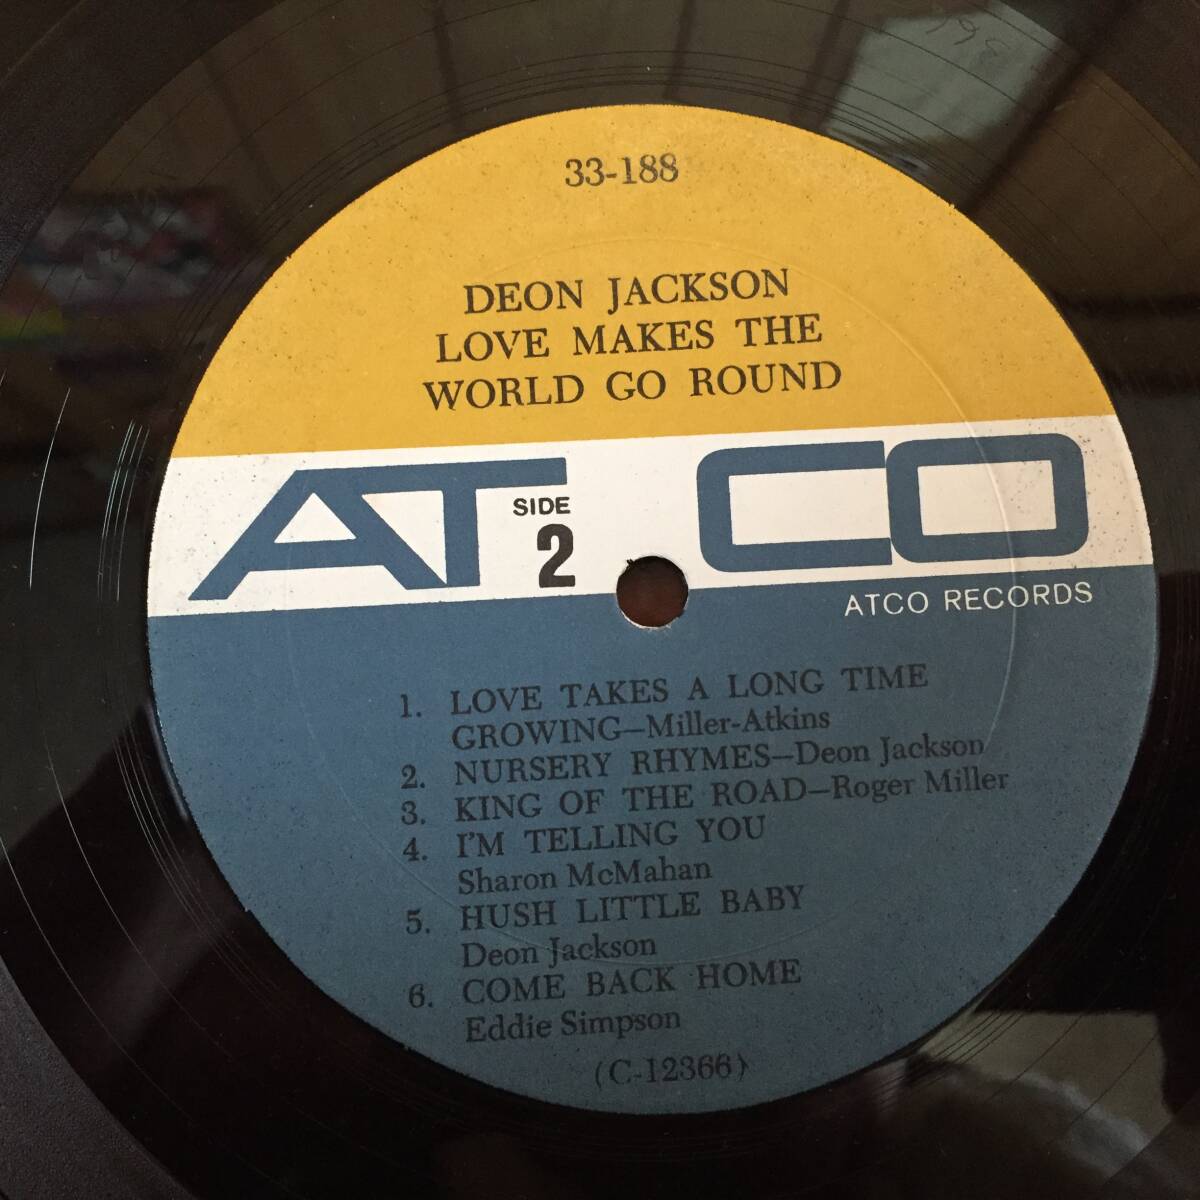 33-188
DEON JACKSON
LOVE MAKES THE
WORLD GO ROUND
AT CO
SIDE
2
ATCO RECORDS
1. LOVE TAKES A LONG TIME
GROWING—Miller-Atkins
2. NURSERY RHYMES—Deon Jackson
3. KING OF THE ROAD—Roger Miller
4. I'M TELLING YOU
Sharon McMahan
5. HUSH LITTLE BABY
Deon Jackson
6. COME BACK HOME
Eddie Simpson
(C-12366)